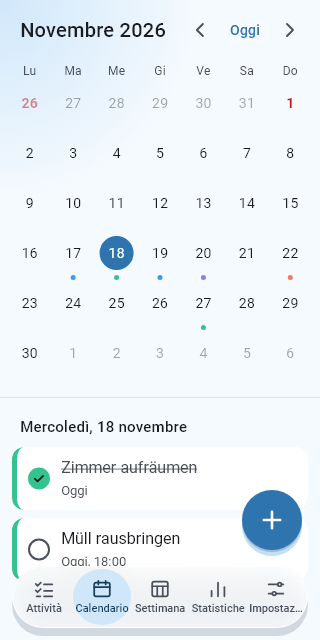 Novembre 2026 Oggi
Lu Ma Me Gi Ve Sa Do
26 27 28 29 30 31 1
2 3 4 5 6 7 8
9 10 11 12 13 14 15
16 17 18 19 20 21 22
23 24 25 26 27 28 29
30 1 2 3 4 5 6
Mercoledì, 18 novembre
Zimmer aufräumen
Oggi
Müll rausbringen
Oggi, 18:00
Attività Calendario Settimana Statistiche Impostaz…